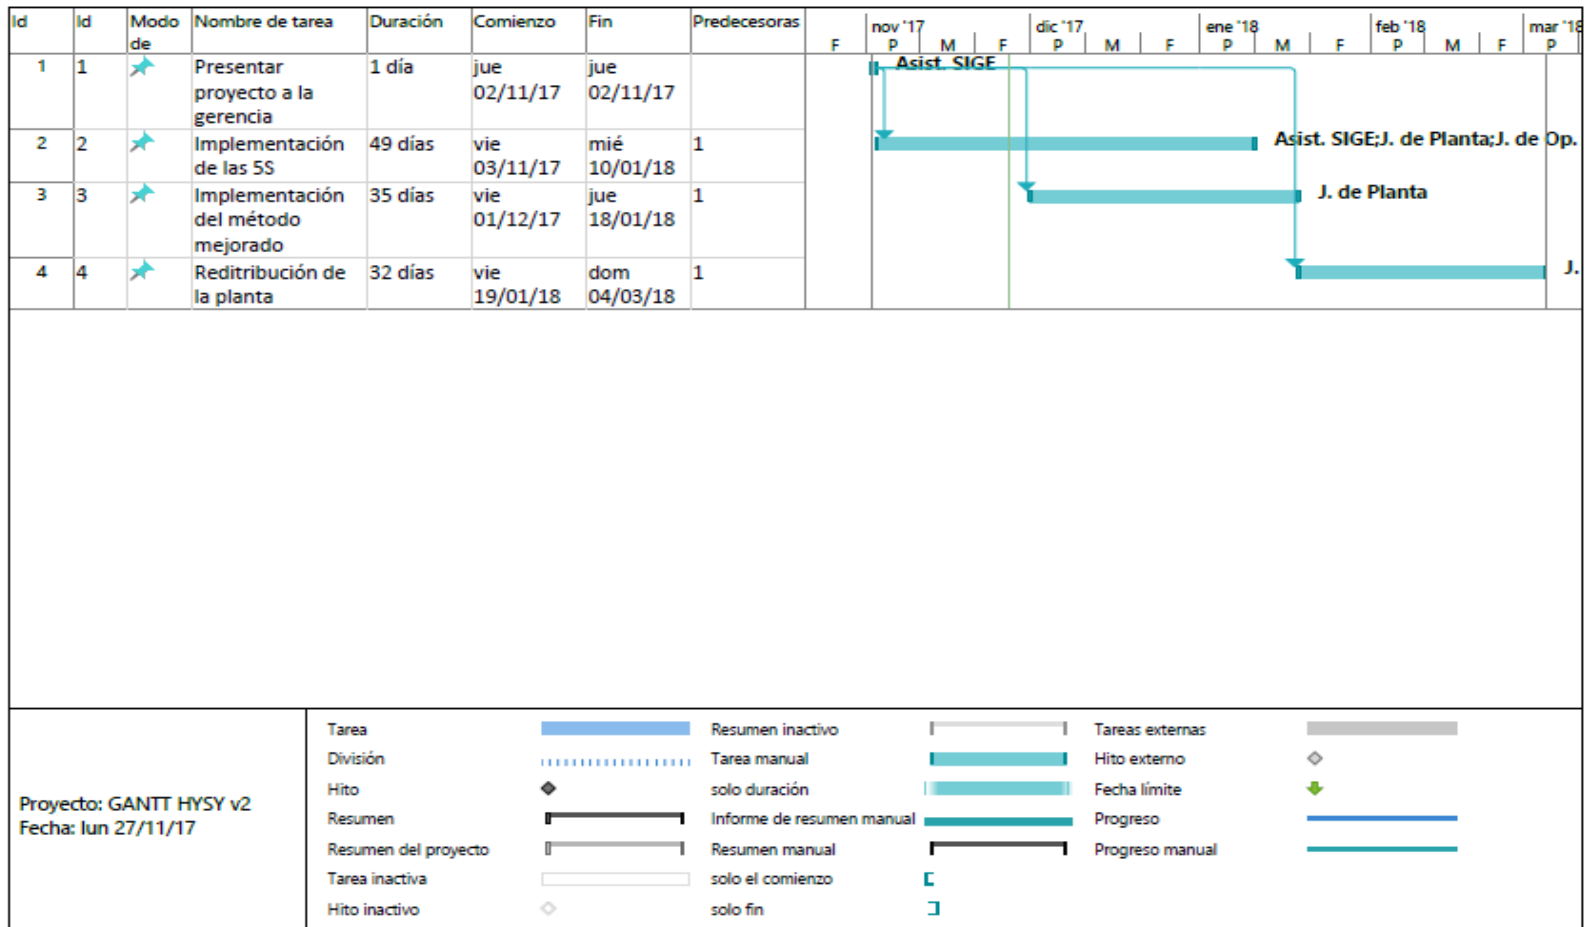 Id Id Modo Nombre de tarea Duración Comienzo Fin Predecesoras nov '17 dic '17 ene '18 feb '18 mar '18
de F P M F P M F P M F P M F P
1 1 Presentar 1 día jue jue Asist. SIGE
proyecto a la 02/11/17 02/11/17
gerencia
2 2 Implementación 49 días vie mié 1 Asist. SIGE;J. de Planta;J. de Op.
de las 5S 03/11/17 10/01/18
3 3 Implementación 35 días vie jue 1 J. de Planta
del método 01/12/17 18/01/18
mejorado
4 4 Reditribución de 32 días vie dom 1 J.
la planta 19/01/18 04/03/18
Tarea Resumen inactivo Tareas externas
División Tarea manual Hito externo
Hito solo duración Fecha límite
Proyecto: GANTT HYSY v2
Fecha: lun 27/11/17
Resumen Informe de resumen manual Progreso
Resumen del proyecto Resumen manual Progreso manual
Tarea inactiva solo el comienzo
Hito inactivo solo fin